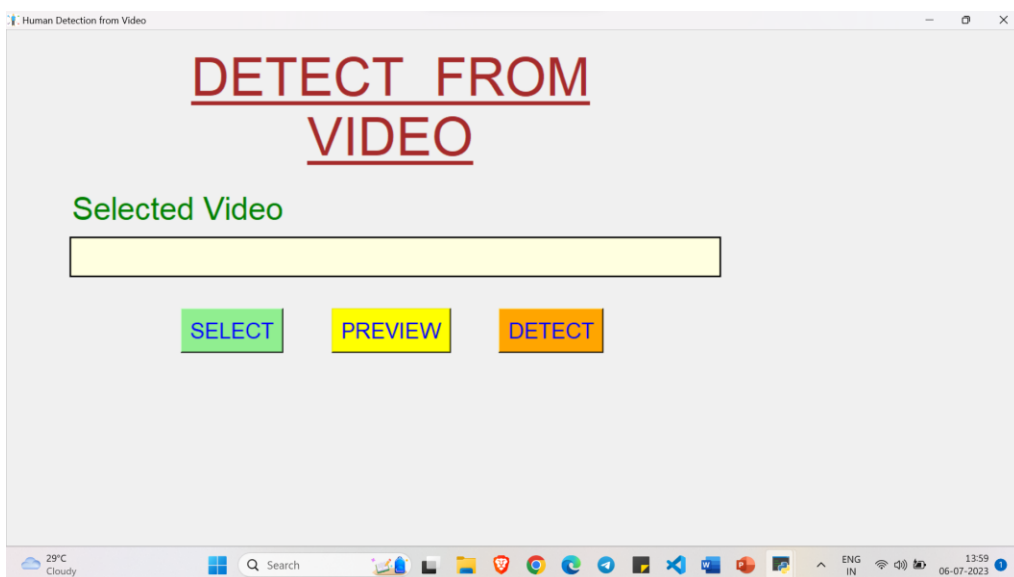 Human Detection from Video
DETECT FROM
VIDEO
Selected Video
SELECT PREVIEW DETECT
29°C
Cloudy
Search
ENG
IN
13:59
06-07-2023
1